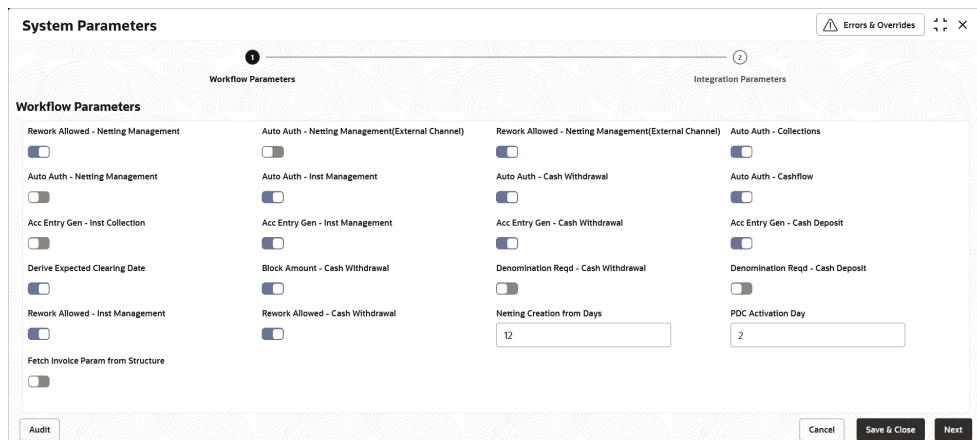 System Parameters
Errors & Overrides
1
2
Workflow Parameters
Integration Parameters
Workflow Parameters
Rework Allowed - Netting Management
Auto Auth - Netting Management(External Channel)
Rework Allowed - Netting Management(External Channel)
Auto Auth - Collections
Auto Auth - Netting Management
Auto Auth - Inst Management
Auto Auth - Cash Withdrawal
Auto Auth - Cashflow
Acc Entry Gen - Inst Collection
Acc Entry Gen - Inst Management
Acc Entry Gen - Cash Withdrawal
Acc Entry Gen - Cash Deposit
Derive Expected Clearing Date
Block Amount - Cash Withdrawal
Denomination Reqd - Cash Withdrawal
Denomination Reqd - Cash Deposit
Rework Allowed - Inst Management
Rework Allowed - Cash Withdrawal
Netting Creation from Days
PDC Activation Day
12
2
Fetch Invoice Param from Structure
Audit
Cancel
Save & Close
Next